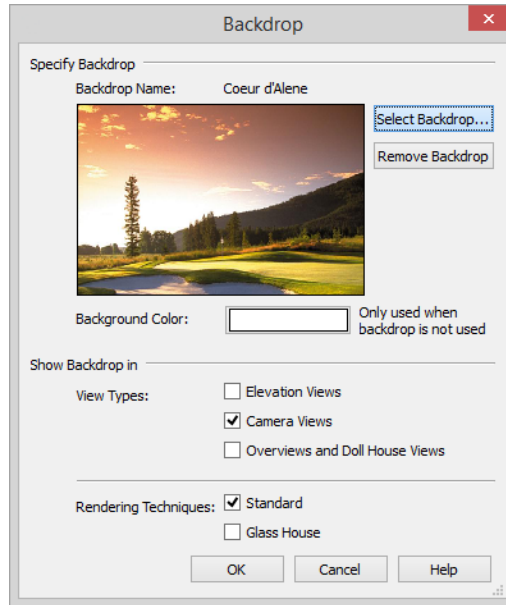 Backdrop
Specify Backdrop
Backdrop Name: Coeur d'Alene
Select Backdrop...
Remove Backdrop
Background Color:
Only used when
backdrop is not used
Show Backdrop in
View Types:
Elevation Views
Camera Views
Overviews and Doll House Views
Rendering Techniques:
Standard
Glass House
OK
Cancel
Help